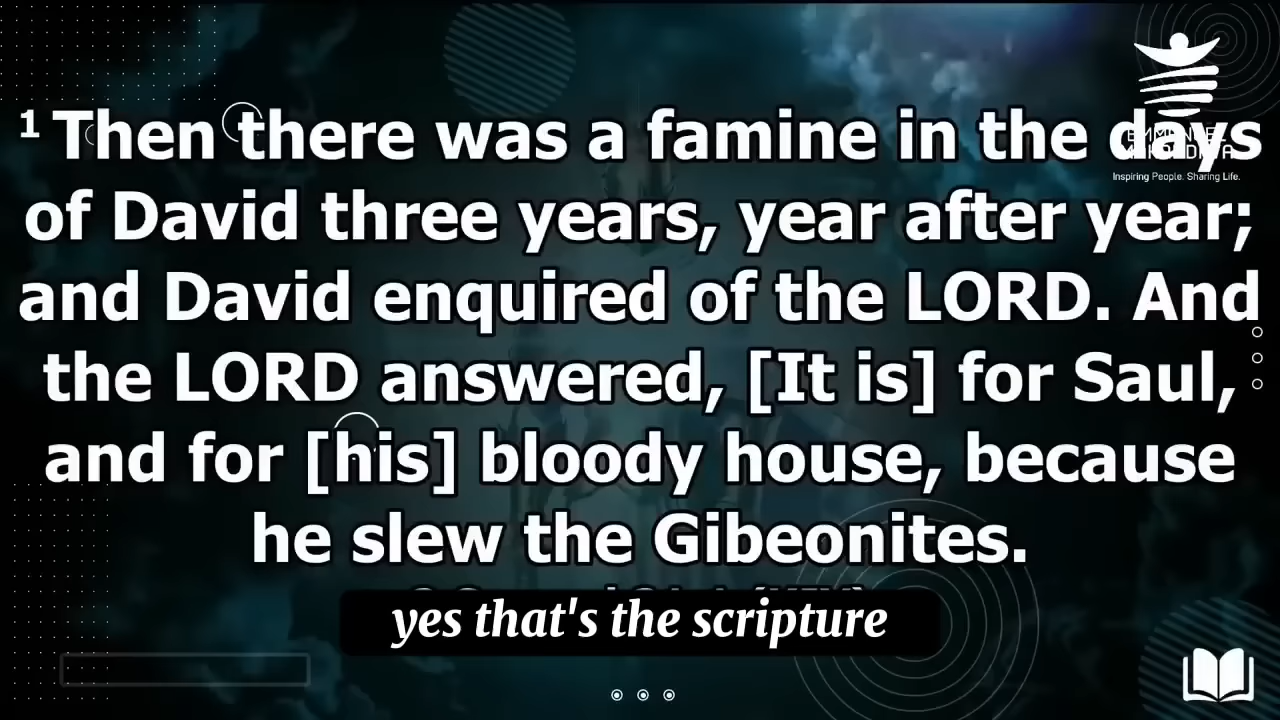 1 Then there was a famine in the days
of David three years, year after year;
and David enquired of the LORD. And
the LORD answered, [It is] for Saul,
and for [his] bloody house, because
he slew the Gibeonites.
yes that's the scripture
Inspiring People. Sharing Life.